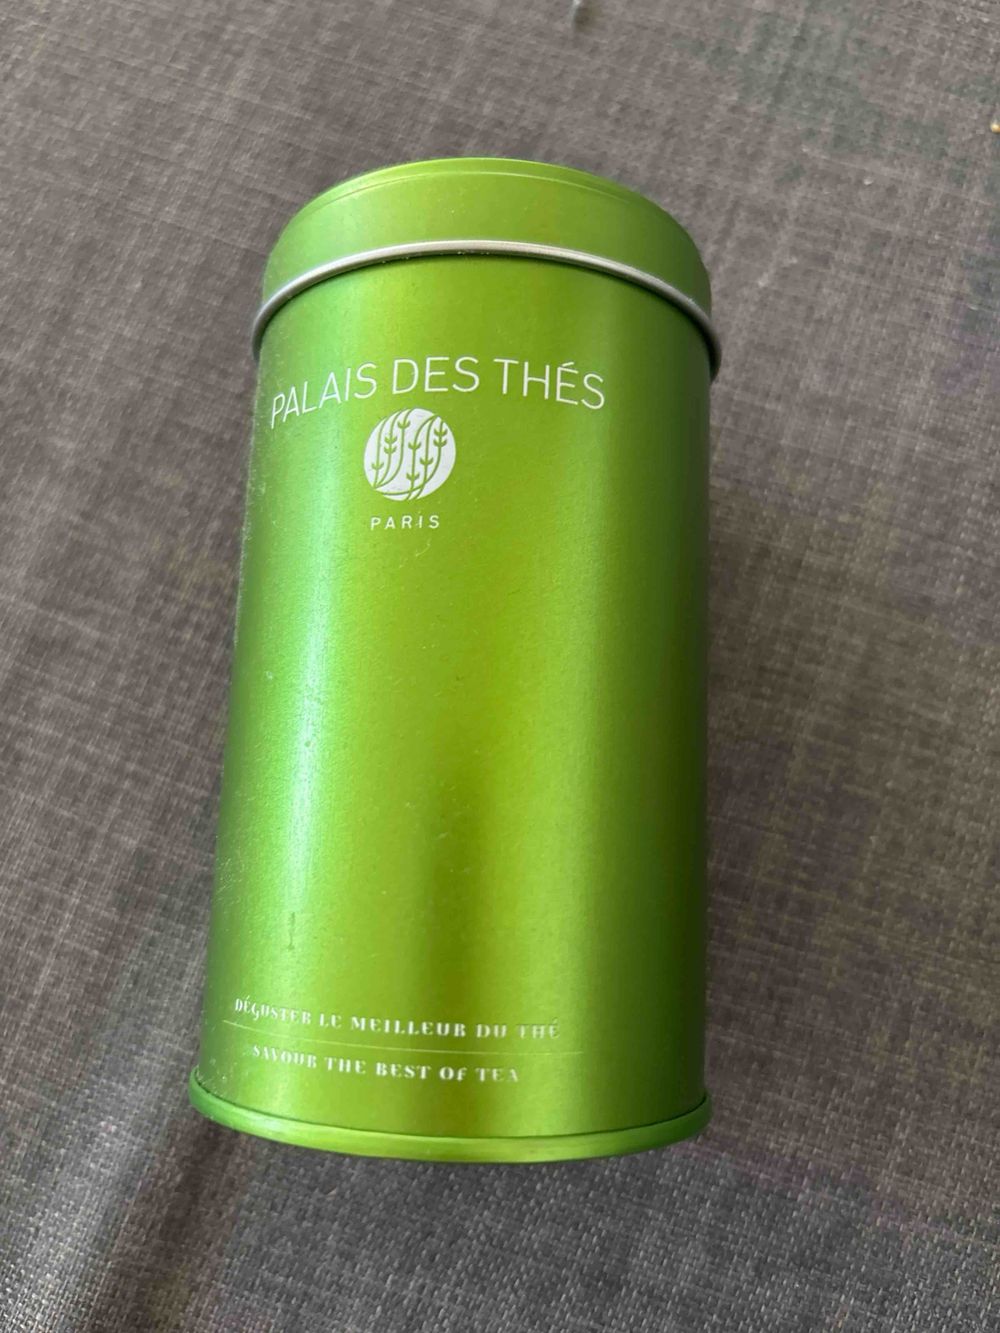 PALAIS DES THÉS
PARIS
DÉGUSTER LE MEILLEUR DU THÉ
SAVOUR THE BEST OF TEA